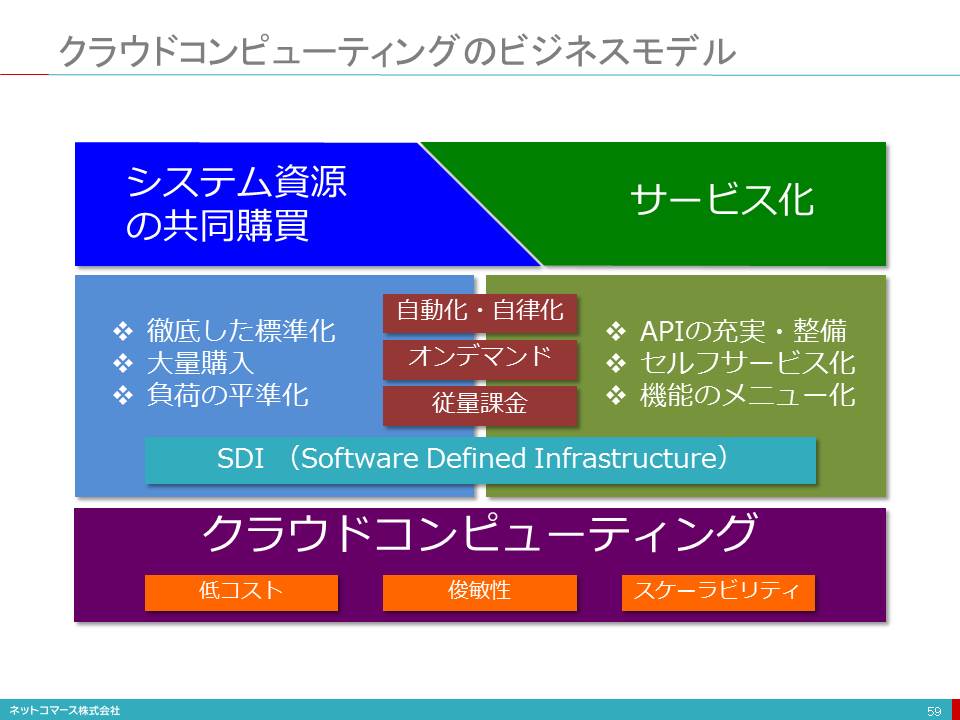 クラウドコンピューティングのビジネスモデル
システム資源
の共同購買
サービス化
❖ 徹底した標準化
❖ 大量購入
❖ 負荷の平準化
自動化・自律化
オンデマンド
従量課金
❖ APIの充実・整備
❖ セルフサービス化
❖ 機能のメニュー化
SDI （Software Defined Infrastructure）
クラウドコンピューティング
低コスト
俊敏性
スケーラビリティ
ネットコマース株式会社
59